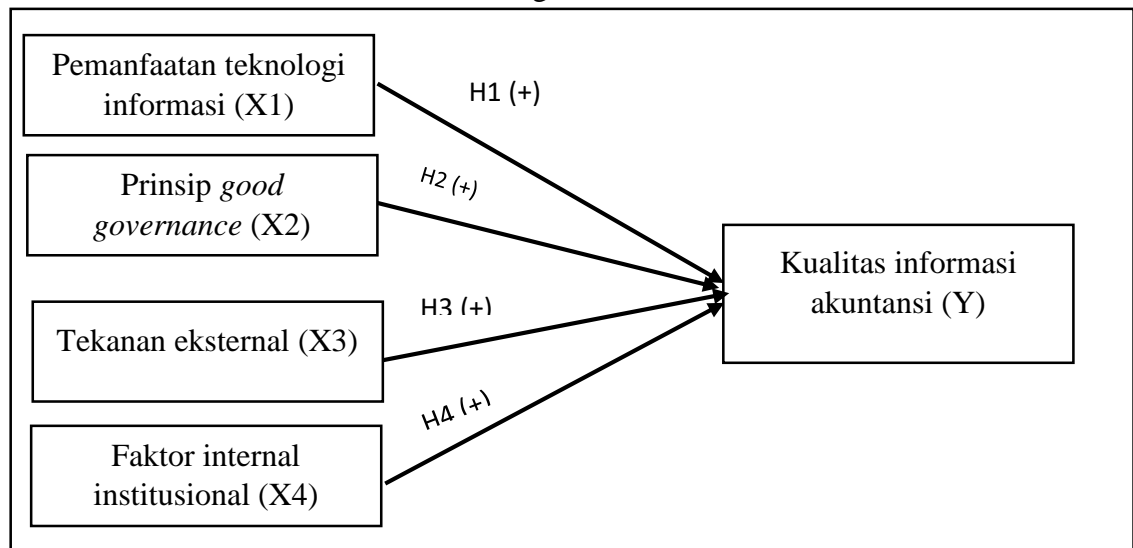 Pemanfaatan teknologi
informasi (X1)
H1 (+)
Prinsip good
governance (X2)
H2 (+)
Kualitas informasi
akuntansi (Y)
Tekanan eksternal (X3)
H3 (+)
Faktor internal
institusional (X4)
H4 (+)